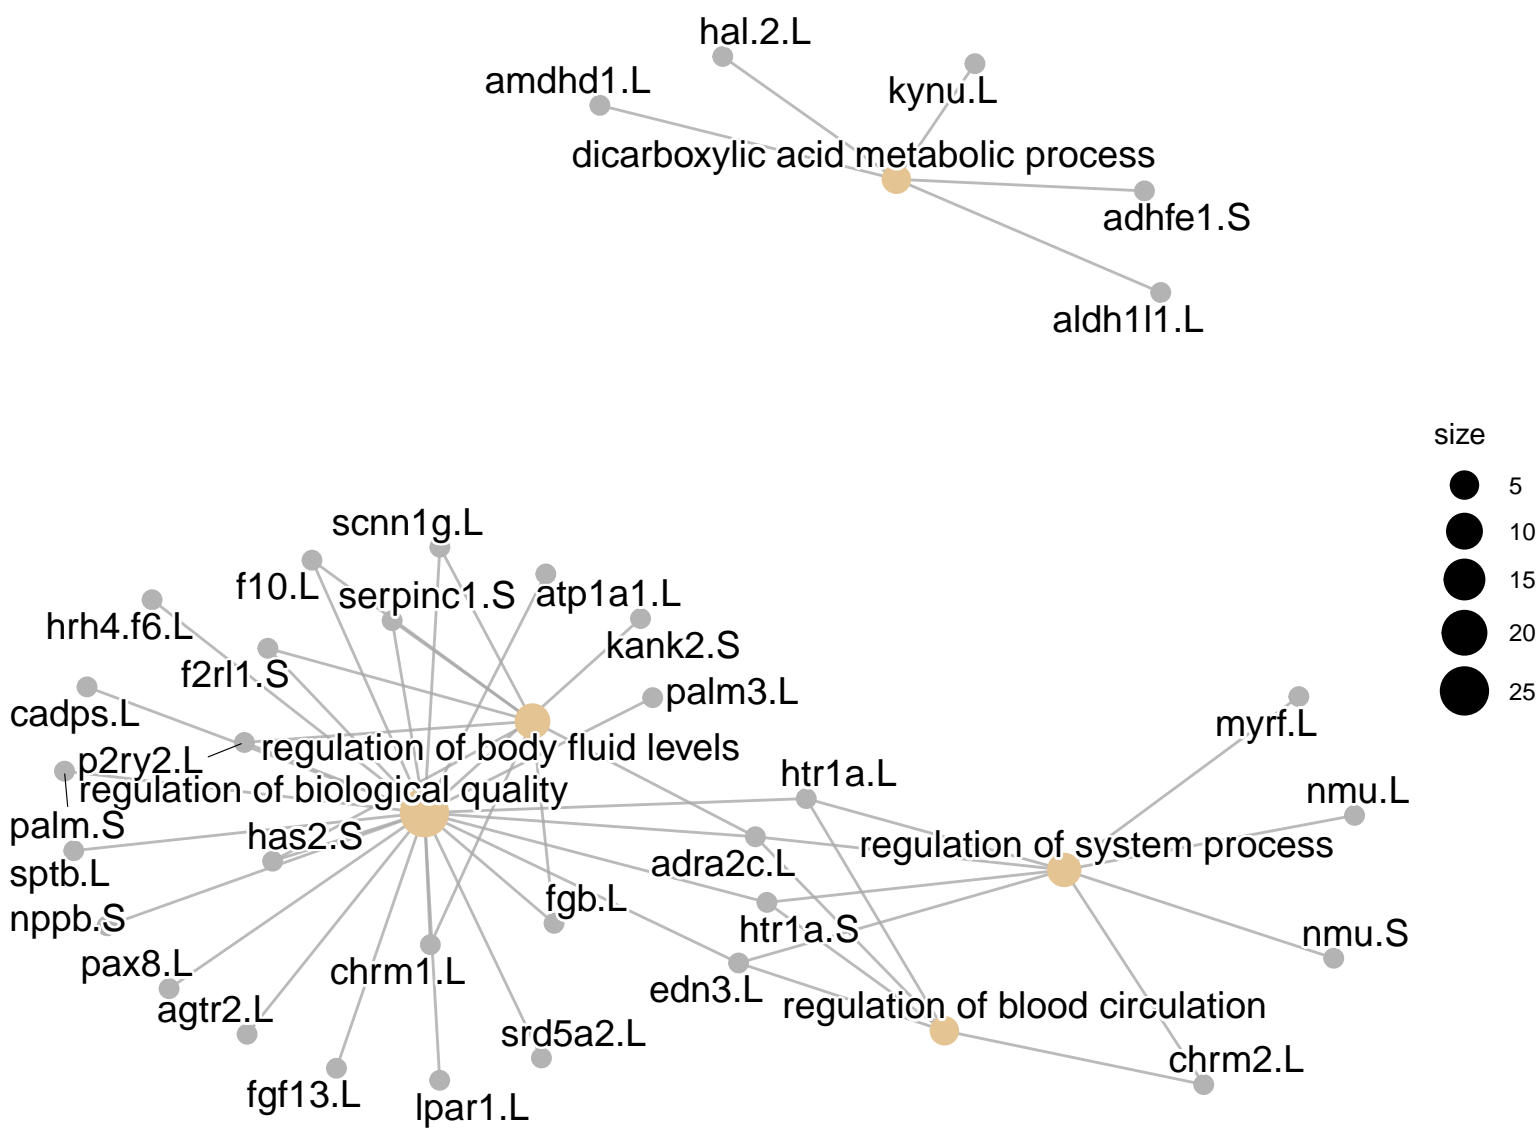 hal.2.L
amdhd1.L
kynu.L
dicarboxylic acid metabolic process
adhfe1.S
aldh1l1.L
size
5
10
15
20
25
scnn1g.L
f10.L
serpinc1.S
atp1a1.L
hrh4.f6.L
kank2.S
f2rl1.S
palm3.L
cadps.L
myrf.L
regulation of body fluid levels
p2ry2.L
htr1a.L
regulation of biological quality
nmu.L
palm.S
has2.S
regulation of system process
adra2c.L
sptb.L
fgb.L
nppb.S
htr1a.S
nmu.S
pax8.L
chrm1.L
edn3.L
regulation of blood circulation
agtr2.L
srd5a2.L
chrm2.L
fgf13.L
lpar1.L